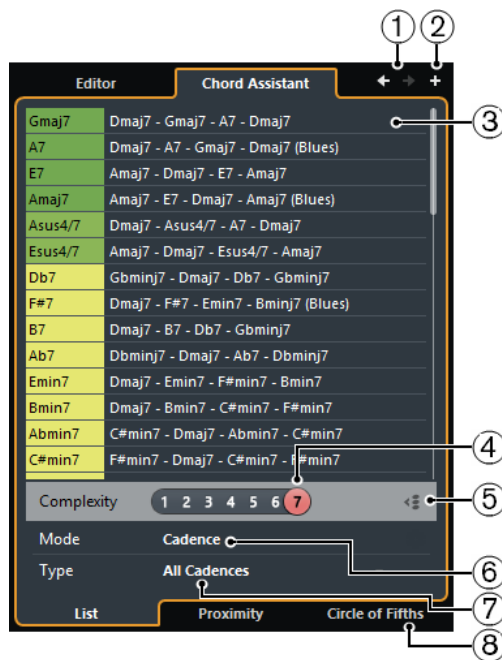 1 2
Editor Chord Assistant +
3
Gmaj7 Dmaj7 - Gmaj7 - A7 - Dmaj7
A7 Dmaj7 - A7 - Gmaj7 - Dmaj7 (Blues)
E7 Amaj7 - Dmaj7 - E7 - Amaj7
Amaj7 Amaj7 - E7 - Dmaj7 - Amaj7 (Blues)
Asus4/7 Dmaj7 - Asus4/7 - A7 - Dmaj7
Esus4/7 Amaj7 - Dmaj7 - Esus4/7 - Amaj7
Db7 Gbminj7 - Dmaj7 - Db7 - Gbminj7
F#7 Dmaj7 - F#7 - Emin7 - Bminj7 (Blues)
B7 Dmaj7 - B7 - Db7 - Gbminj7
Ab7 Dbminj7 - Dmaj7 - Ab7 - Dbminj7
Emin7 Dmaj7 - Emin7 - F#min7 - Bmin7
Bmin7 Dmaj7 - Bmin7 - C#min7 - F#min7
Abmin7 C#min7 - Dmaj7 - Abmin7 - C#min7
C#min7 F#min7 - Dmaj7 - C#min7 - F#min7
4
Complexity 1 2 3 4 5 6 7 5
Mode Cadence 6
Type All Cadences 7
List Proximity Circle of Fifths
8